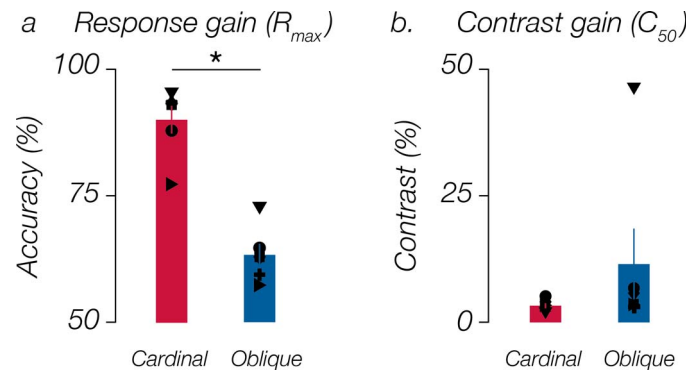 a Response gain (Rmax)
b. Contrast gain (C50)
*
100
75
50
Accuracy (%)
Cardinal Oblique
50
25
0
Contrast (%)
Cardinal Oblique